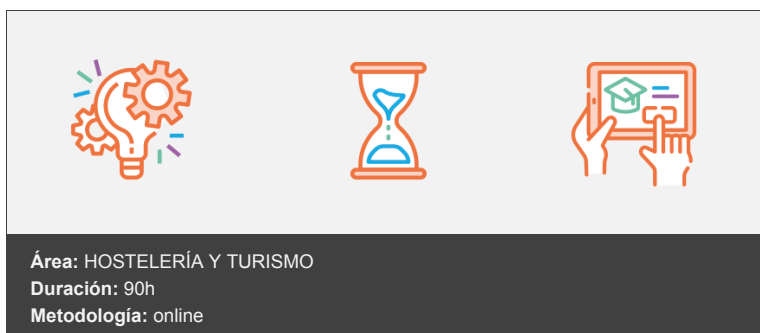 Área: HOSTELERÍA Y TURISMO
Duración: 90h
Metodología: online